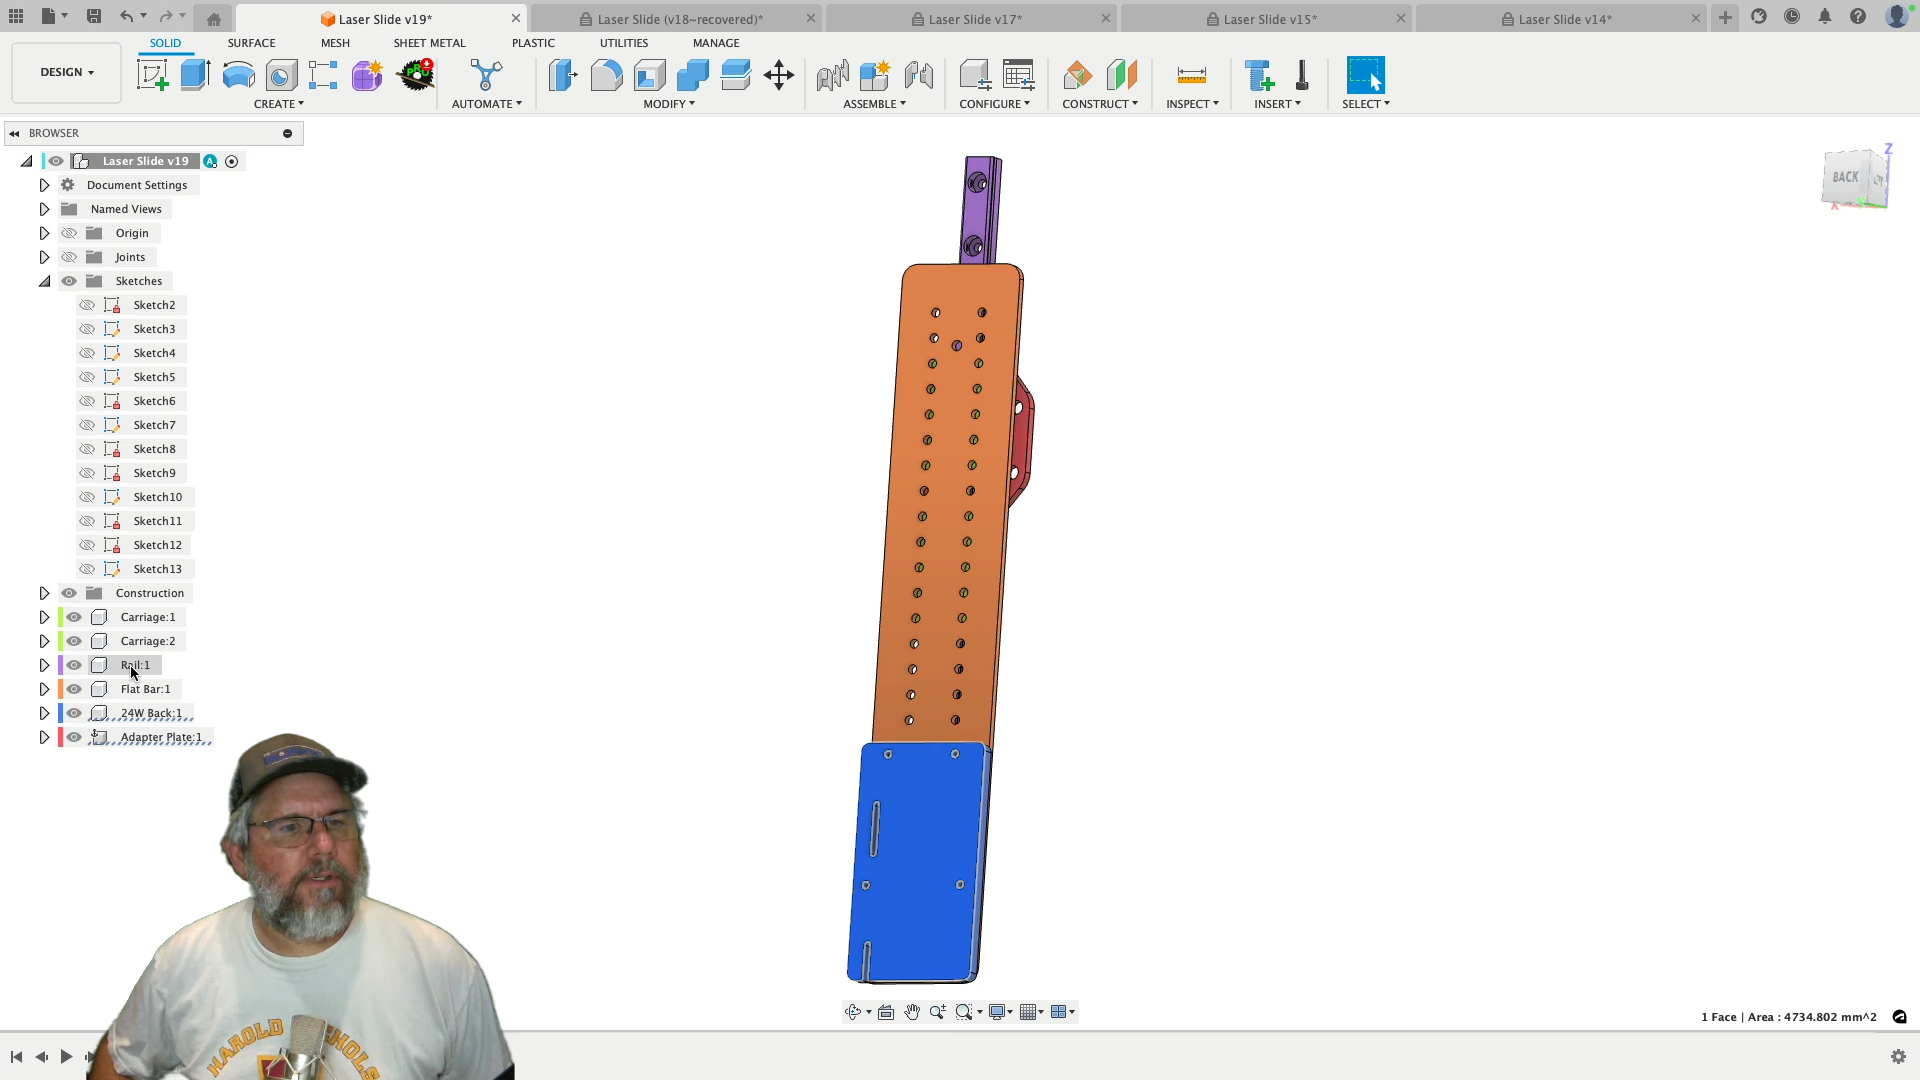 Laser Slide v19*
Laser Slide (v18~recovered)*
Laser Slide v17*
Laser Slide v15*
Laser Slide v14*
DESIGN
SOLID
SURFACE
MESH
SHEET METAL
PLASTIC
UTILITIES
MANAGE
CREATE
AUTOMATE
MODIFY
ASSEMBLE
CONFIGURE
CONSTRUCT
INSPECT
INSERT
SELECT
BROWSER
Laser Slide v19
Document Settings
Named Views
Origin
Joints
Sketches
Sketch2
Sketch3
Sketch4
Sketch5
Sketch6
Sketch7
Sketch8
Sketch9
Sketch10
Sketch11
Sketch12
Sketch13
Construction
Carriage:1
Carriage:2
Rail:1
Flat Bar:1
24W Back:1
Adapter Plate:1
BACK
Z
X
HAROLD
1 Face | Area : 4734.802 mm^2